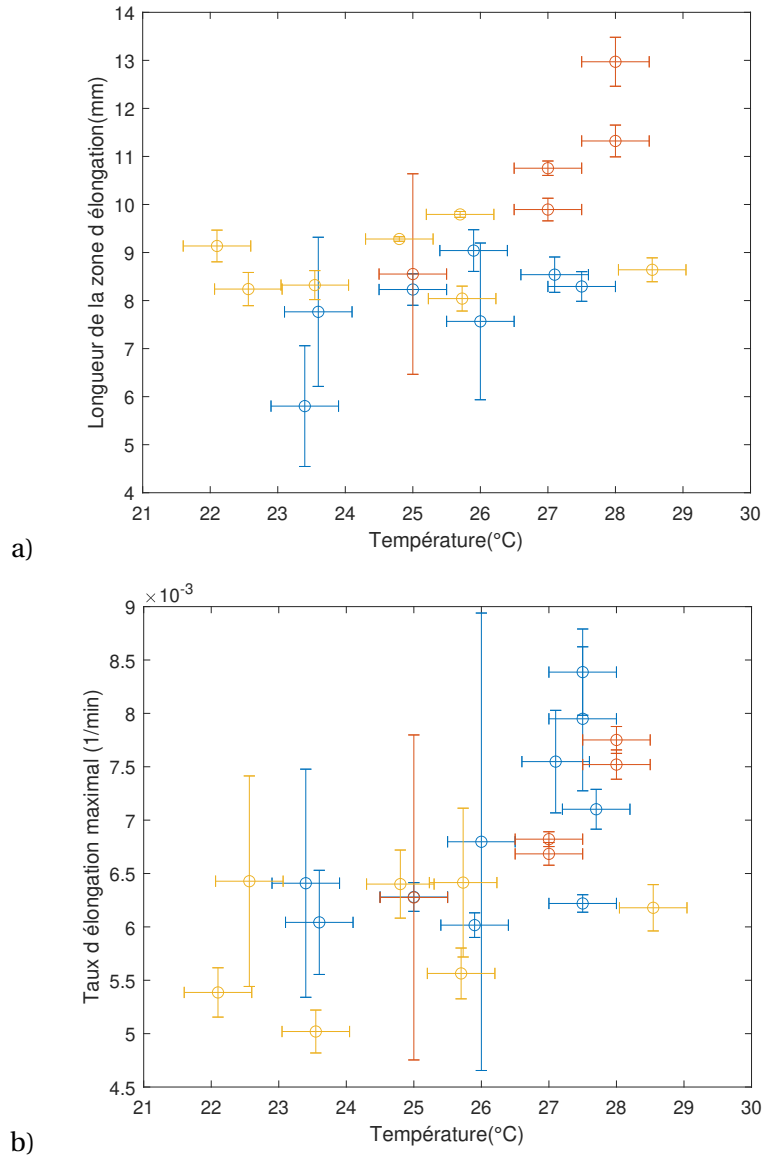 14
13
12
11
10
9
8
7
6
5
4
Longueur de la zone d élongation(mm)
21 22 23 24 25 26 27 28 29 30
Température(°C)
a)
×10-3
9
8.5
8
7.5
7
6.5
6
5.5
5
4.5
Taux d élongation maximal (1/min)
21 22 23 24 25 26 27 28 29 30
Température(°C)
b)